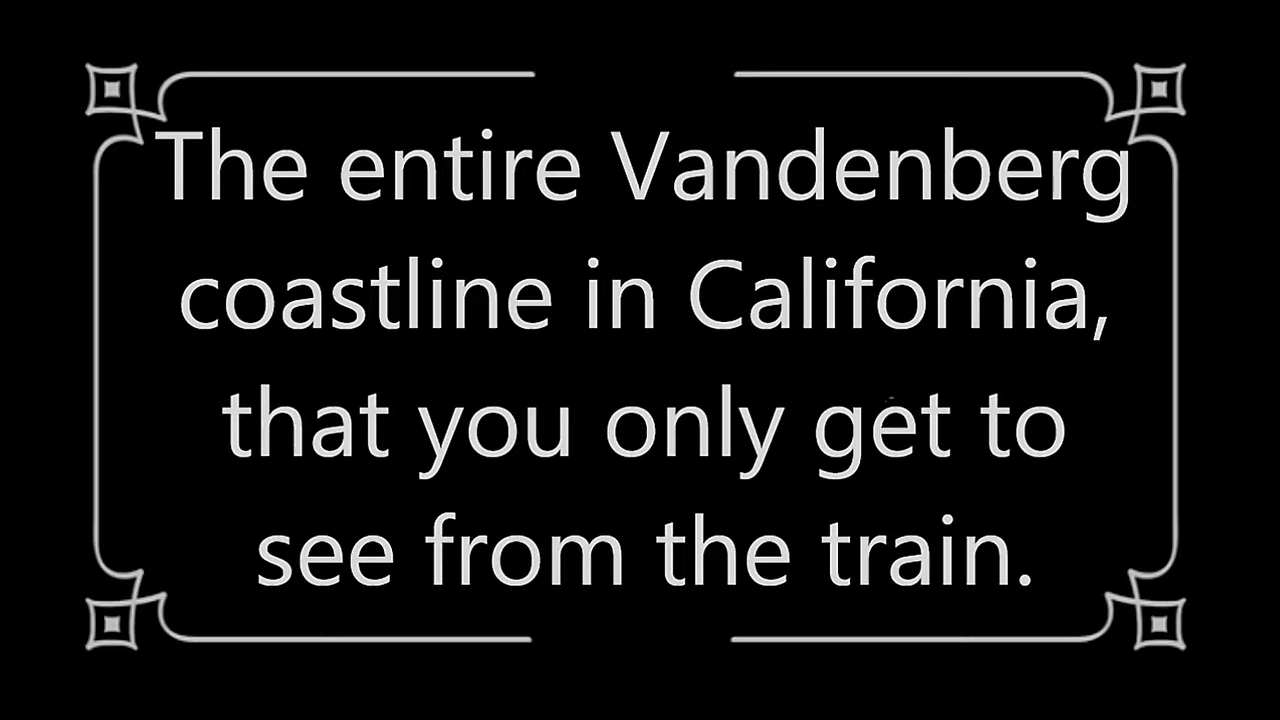 The entire Vandenberg
coastline in California,
that you only get to
see from the train.